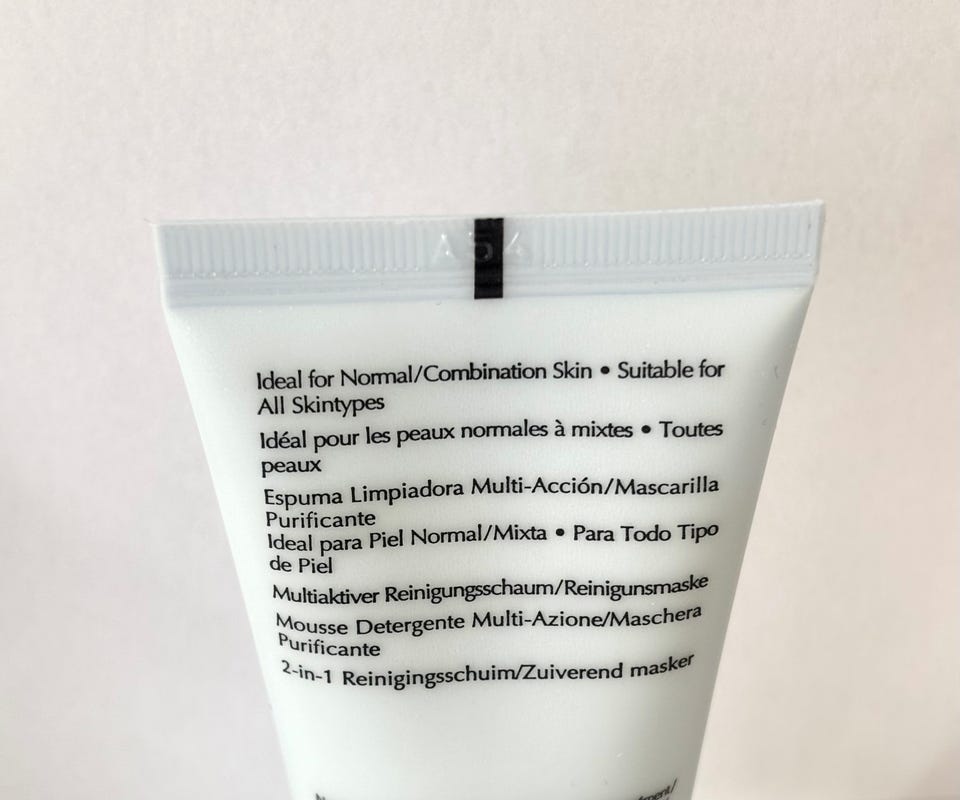 A54
Ideal for Normal/Combination Skin • Suitable for
All Skintypes
Idéal pour les peaux normales à mixtes • Toutes
peaux
Espuma Limpiadora Multi-Acción/Mascarilla
Purificante
Ideal para Piel Normal/Mixta • Para Todo Tipo
de Piel
Multiaktiver Reinigungsschaum/Reinigunsmaske
Mousse Detergente Multi-Azione/Maschera
Purificante
2-in-1 Reinigingsschuim/Zuiverend masker